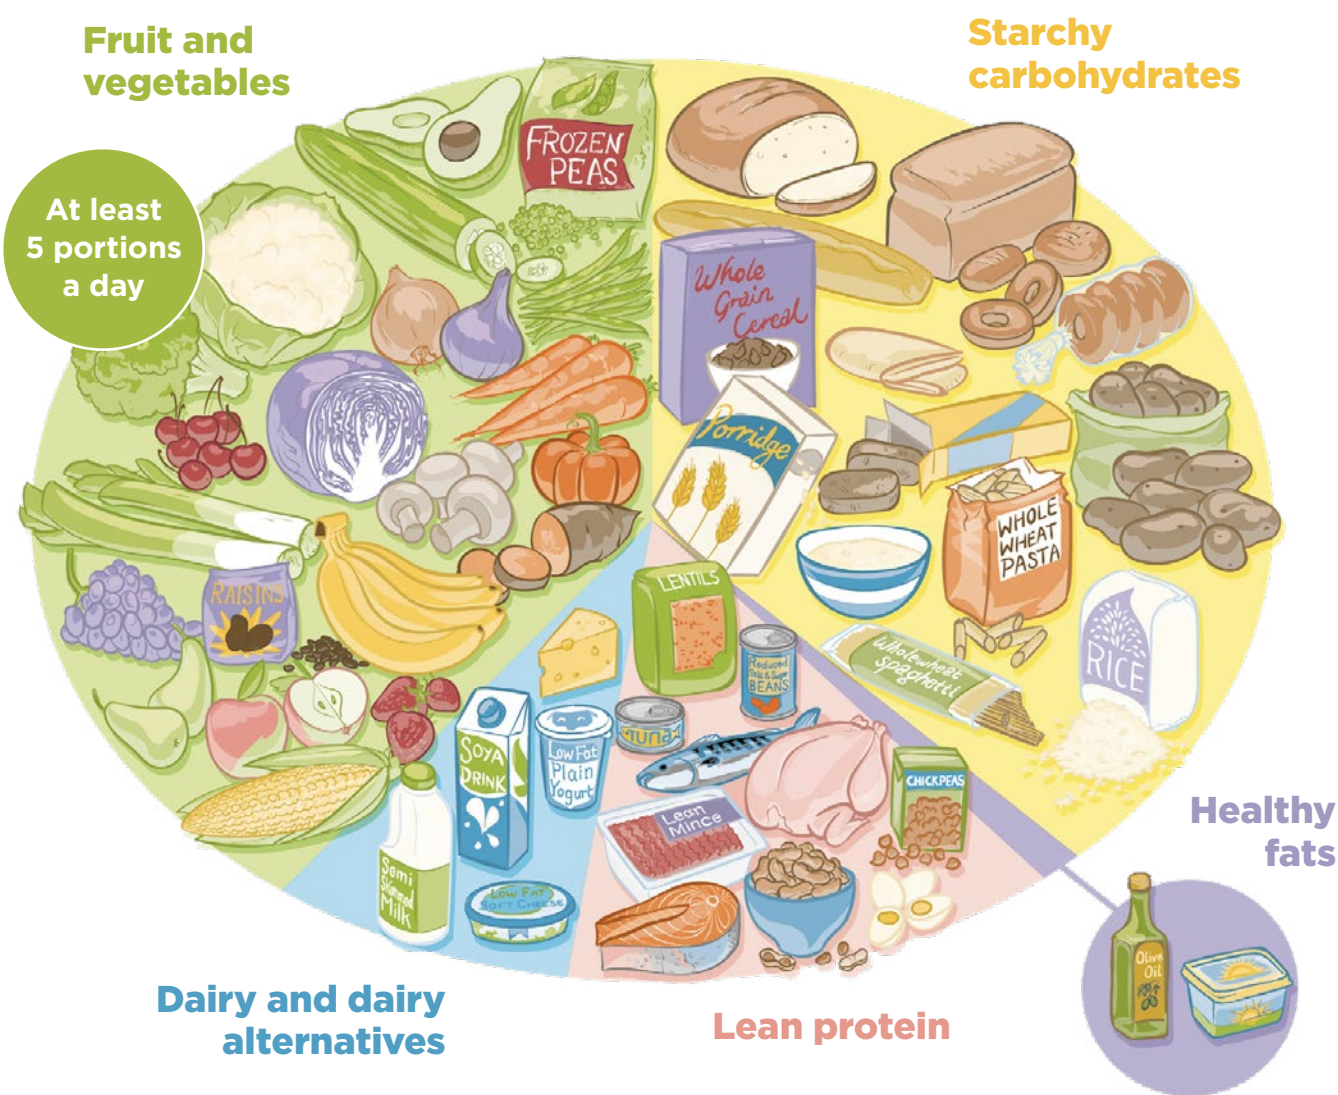 Fruit and
vegetables
Starchy
carbohydrates
At least
5 portions
a day
FROZEN
PEAS
Whole
Grain
Cereal
Porridge
WHOLE
WHEAT
PASTA
RAISINS
LENTILS
Reduced
Salt & Sugar
BEANS
Wholewheat
spaghetti
RICE
TUNA
SOYA
DRINK
Low Fat
Plain
Yogurt
CHICKPEAS
Lean
Mince
Semi
Skimmed
Milk
LOW FAT
SOFT CHEESE
Healthy
fats
Olive
Oil
Dairy and dairy
alternatives
Lean protein